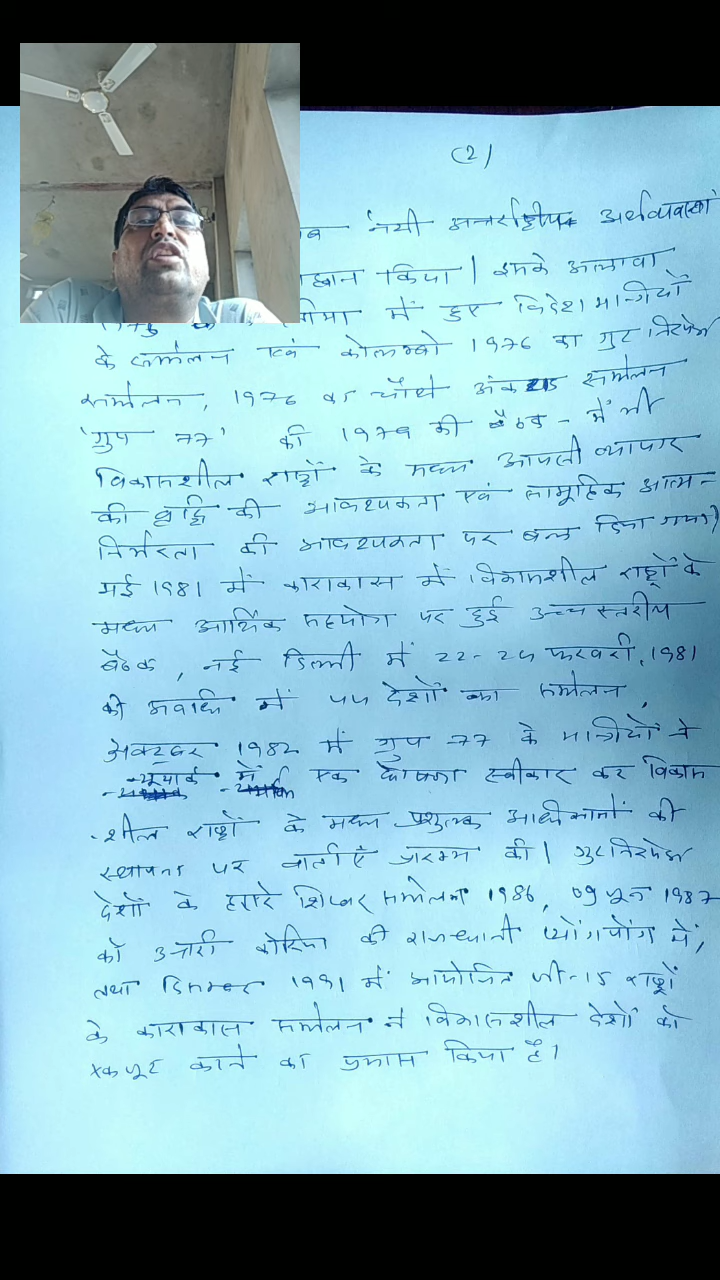 (2)
नयी अन्तर्राष्ट्रीय अर्थव्यवस्था
किया। इसके अलावा
में हुए विदेश मन्त्रियों
के सम्मेलन एवं कोलम्बो 1976 का गुट निरपेक्ष
सम्मेलन, 1976 का चौथे अंकटाड सम्मेलन
'ग्रुप 77' की 1979 की बैठक - में भी
विकासशील राष्ट्रों के मध्य आपसी व्यापार
की वृद्धि की आवश्यकता एवं सामूहिक आत्म-
निर्भरता की आवश्यकता पर बल दिया गया।
मई 1981 में काराकास में विकासशील राष्ट्रों के
मध्य आर्थिक सहयोग पर हुई उच्च स्तरीय
बैठक, नई दिल्ली में 22-24 फरवरी, 1981
की अवधि में 44 देशों का सम्मेलन,
अक्टूबर 1982 में ग्रुप 77 के मन्त्रीयों ने
न्यूयार्क में एक घोषणा स्वीकार कर विकास
-शील राष्ट्रों के मध्य प्रशुल्क की
स्थापना पर वार्ताएँ प्रारम्भ की। गुटनिरपेक्ष
देशों के हरारे शिखर सम्मेलन 1986, 09 जून 1987
को उत्तरी कोरिया की राजधानी प्योंगयोंग में,
तथा दिसम्बर 1991 में आयोजित जी-15 राष्ट्रों
के काराकास सम्मेलन ने विकासशील देशों को
एकजूट करने का प्रयास किया है।